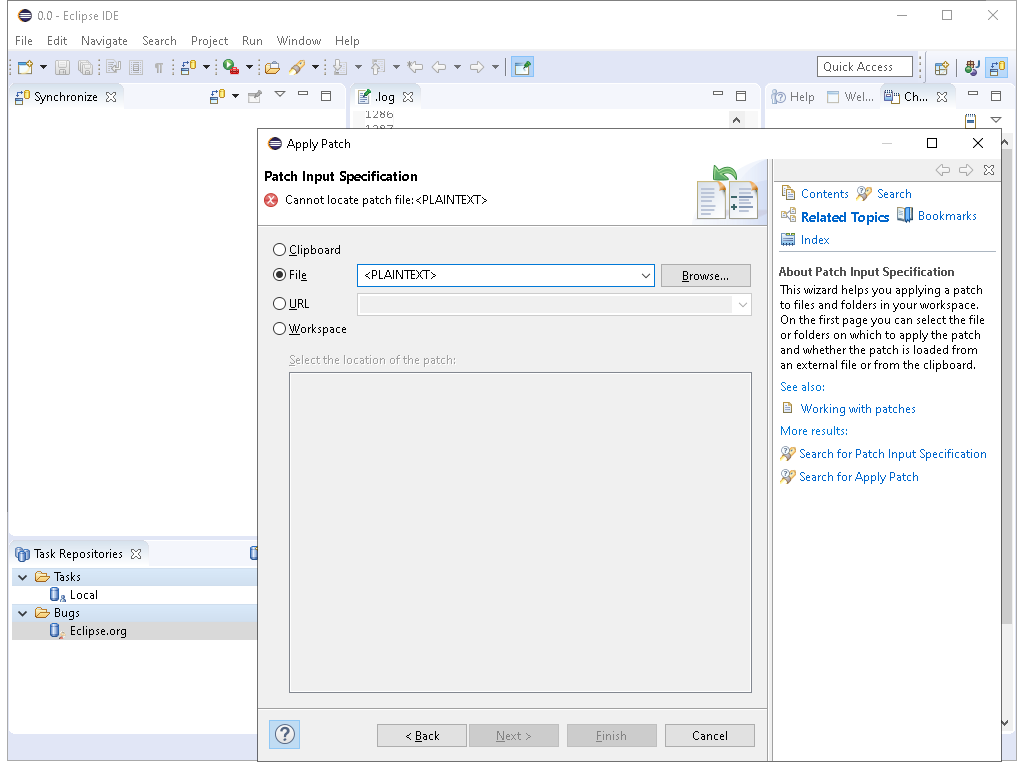 0.0 - Eclipse IDE
File Edit Navigate Search Project Run Window Help
Quick Access
Synchronize
.log
Help Wel... Ch...
1286
Apply Patch
Patch Input Specification
Cannot locate patch file:<PLAINTEXT>
Clipboard
File <PLAINTEXT> Browse...
URL
Workspace
Select the location of the patch:
< Back Next > Finish Cancel
Contents Search
Related Topics Bookmarks
Index
About Patch Input Specification
This wizard helps you applying a patch
to files and folders in your workspace.
On the first page you can select the file
or folders on which to apply the patch
and whether the patch is loaded from
an external file or from the clipboard.
See also:
Working with patches
More results:
Search for Patch Input Specification
Search for Apply Patch
Task Repositories
Tasks
Local
Bugs
Eclipse.org